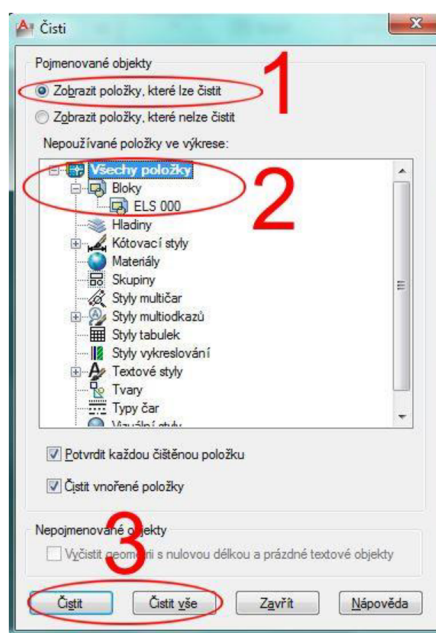 Čisti
Pojmenované objekty
1
Zobrazit položky, které lze čistit
Zobrazit položky, které nelze čistit
Nepoužívané položky ve výkrese:
Všechy položky
Bloky
2
ELS 000
Hladiny
Kótovací styly
Materiály
Skupiny
Styly multičar
Styly multiodkazů
Styly tabulek
Styly vykreslování
Textové styly
Tvary
Typy čar
Vizuální styly
Potvrdit každou čištěnou položku
Čistit vnořené položky
Nepojmenované objekty
3
Vyčistit geometrii s nulovou délkou a prázdné textové objekty
Čistit
Čistit vše
Zavřít
Nápověda